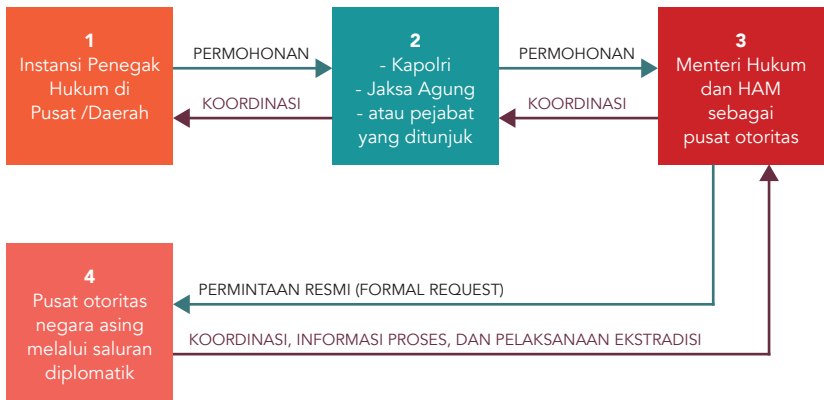 1
Instansi Penegak
Hukum di
Pusat /Daerah
PERMOHONAN
KOORDINASI
2
- Kapolri
- Jaksa Agung
- atau pejabat
yang ditunjuk
PERMOHONAN
KOORDINASI
3
Menteri Hukum
dan HAM
sebagai
pusat otoritas
4
Pusat otoritas
negara asing
melalui saluran
diplomatik
PERMINTAAN RESMI (FORMAL REQUEST)
KOORDINASI, INFORMASI PROSES, DAN PELAKSANAAN EKSTRADISI